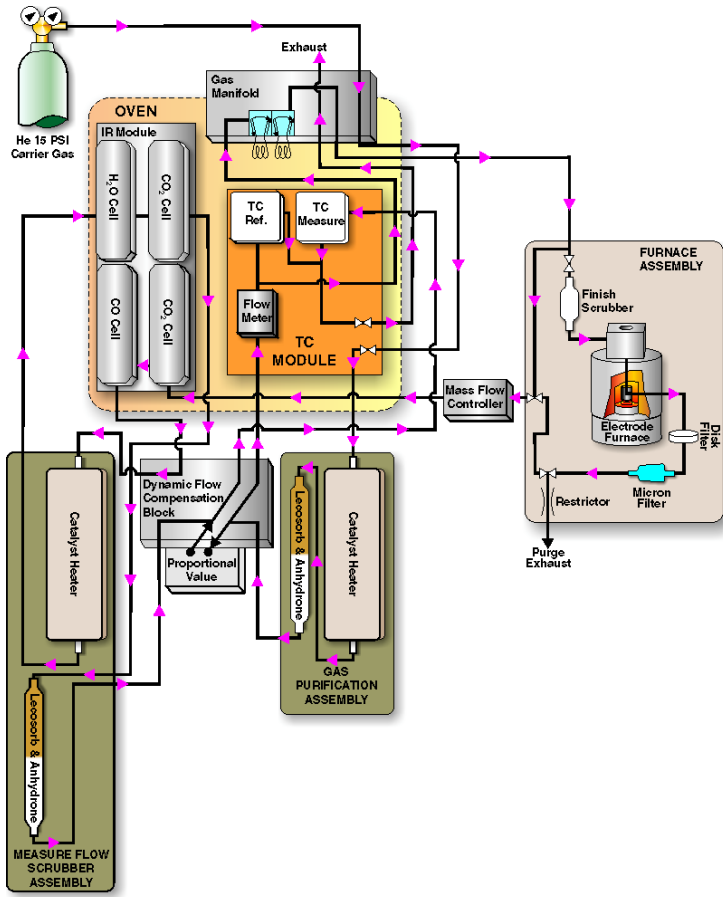 He 15 PSI
Carrier Gas
Exhaust
Gas
Manifold
OVEN
IR Module
H2O Cell
CO2 Cell
CO Cell
CO2 Cell
TC
Ref.
TC
Measure
Flow
Meter
TC
MODULE
FURNACE
ASSEMBLY
Finish
Scrubber
Electrode
Furnace
Disk
Filter
Micron
Filter
Restrictor
Purge
Exhaust
Mass Flow
Controller
Dynamic Flow
Compensation
Block
Proportional
Value
Catalyst Heater
Lecosorb & Anhydrone
Catalyst Heater
GAS
PURIFICATION
ASSEMBLY
Lecosorb & Anhydrone
MEASURE FLOW
SCRUBBER
ASSEMBLY